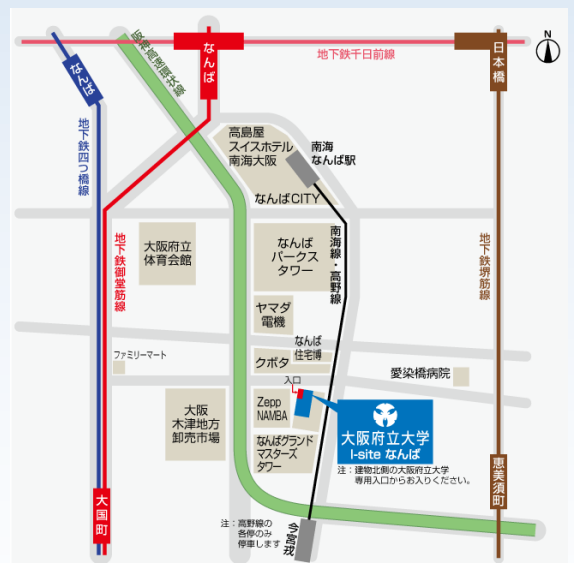 なんば
地下鉄千日前線
日本橋
N
なんば
阪神高速環状線
地下鉄四つ橋線
高島屋
スイスホテル
南海大阪
南海
なんば駅
なんばCITY
大阪府立
体育会館
なんば
パークス
タワー
南海線・高野線
地下鉄御堂筋線
地下鉄堺筋線
ヤマダ
電機
なんば
住宅博
クボタ
ファミリーマート
入口
愛染橋病院
Zepp
NAMBA
大阪
木津地方
卸売市場
大阪府立大学
I-site なんば
なんばグランド
マスターズ
タワー
注：建物北側の大阪府立大学
専用入口からお入りください。
恵美須町
大国町
注：高野線の
各停のみ
停車します
今宮戎